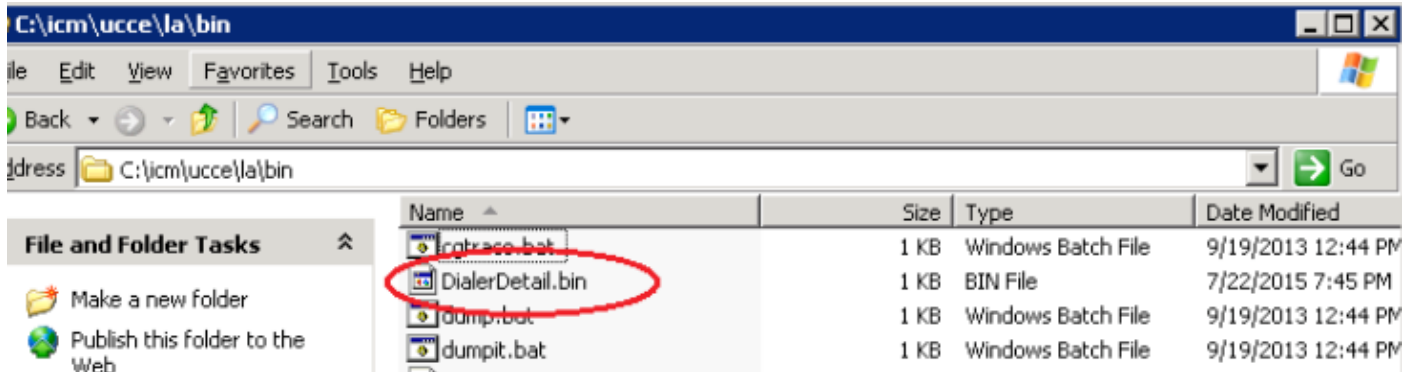 C:\icm\ucce\la\bin
ile Edit View Favorites Tools Help
Back Search Folders
ddress C:\icm\ucce\la\bin Go
Name Size Type Date Modified
File and Folder Tasks
cgtrace.bat 1 KB Windows Batch File 9/19/2013 12:44 PM
DialerDetail.bin 1 KB BIN File 7/22/2015 7:45 PM
Make a new folder
dump.bat 1 KB Windows Batch File 9/19/2013 12:44 PM
Publish this folder to the
Web
dumpit.bat 1 KB Windows Batch File 9/19/2013 12:44 PM